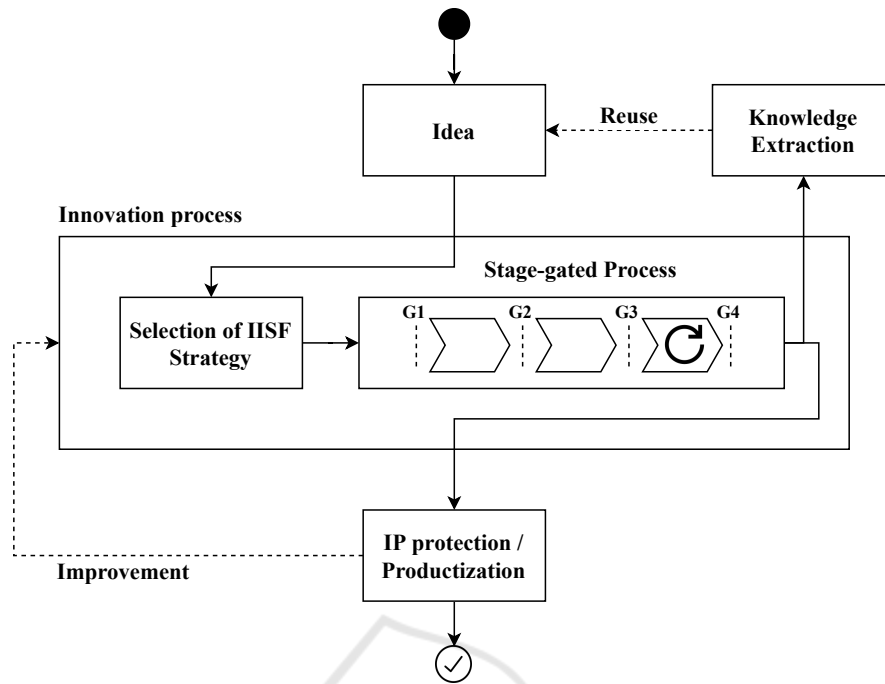 Idea
Reuse
Knowledge
Extraction
Innovation process
Stage-gated Process
Selection of IISF
Strategy
G1
G2
G3
G4
IP protection /
Productization
Improvement